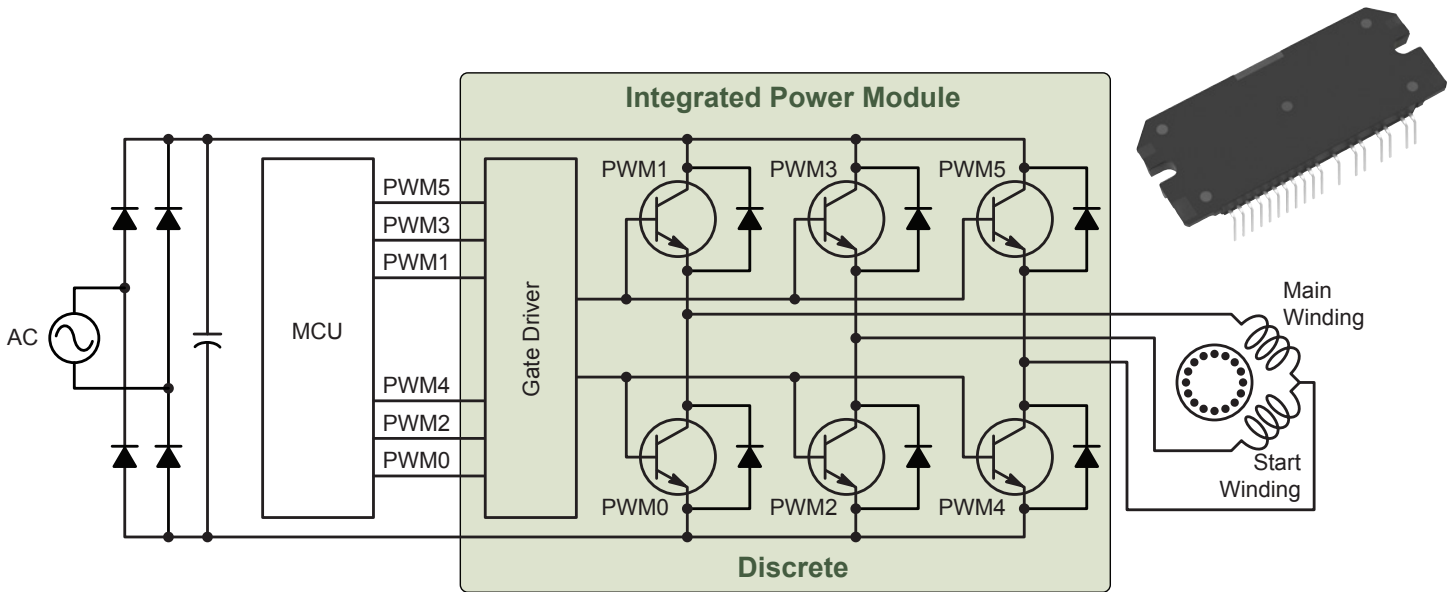 Integrated Power Module
PWM1
PWM3
PWM5
PWM5
PWM3
PWM1
AC
MCU
Gate Driver
Main
Winding
PWM4
PWM2
PWM0
Start
Winding
PWM0
PWM2
PWM4
Discrete